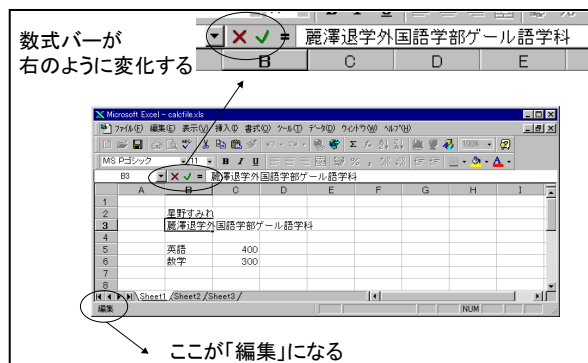 数式バーが
右のように変化する
× ✓ = 麗澤退学外国語学部ゲール語学科
B C D E
Microsoft Excel - calcfile.xls
ファイル(F) 編集(E) 表示(V) 挿入(I) 書式(O) ツール(T) データ(D) ウィンドウ(W) ヘルプ(H)
100%
MS Pゴシック 11 B I U
B3 × ✓ = 麗澤退学外国語学部ゲール語学科
A B C D E F G H I
1
2 星野すみれ
3 麗澤退学外国語学部ゲール語学科
4
5 英語 400
6 数学 300
7
8
Sheet1 Sheet2 Sheet3
編集 NUM
ここが「編集」になる